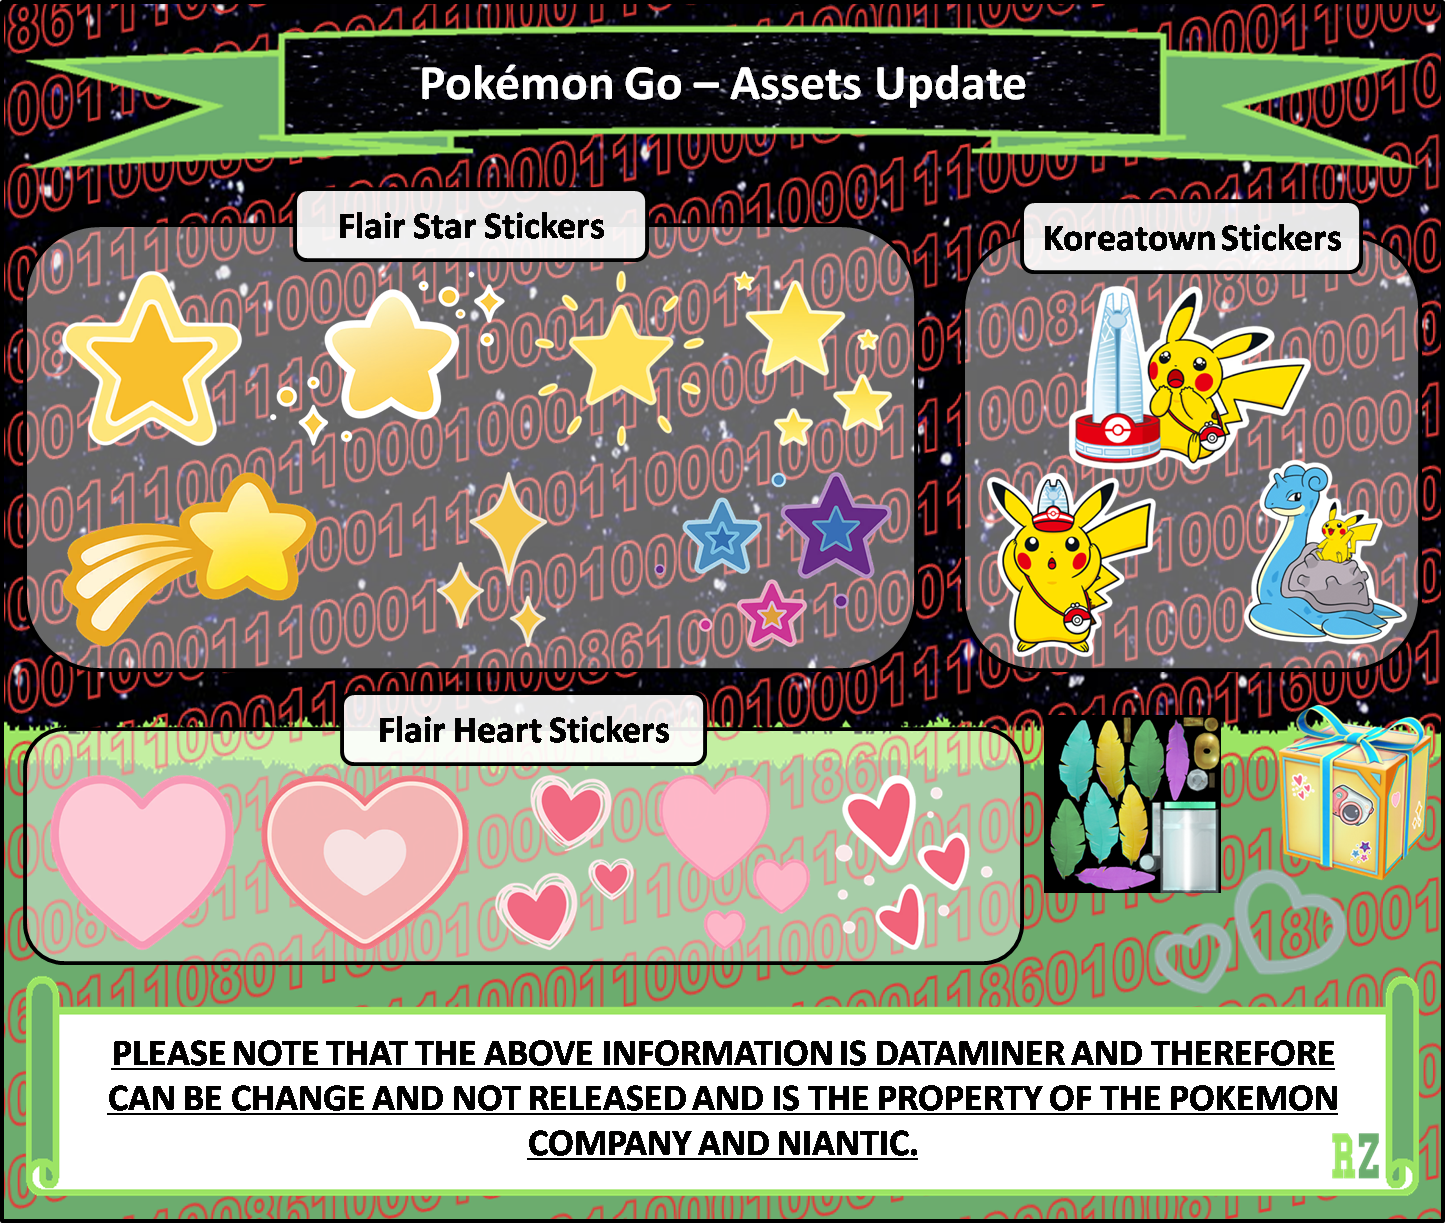 Pokémon Go – Assets Update
Flair Star Stickers
Koreatown Stickers
Flair Heart Stickers
PLEASE NOTE THAT THE ABOVE INFORMATION IS DATAMINER AND THEREFORE
CAN BE CHANGE AND NOT RELEASED AND IS THE PROPERTY OF THE POKEMON
COMPANY AND NIANTIC.
RZ